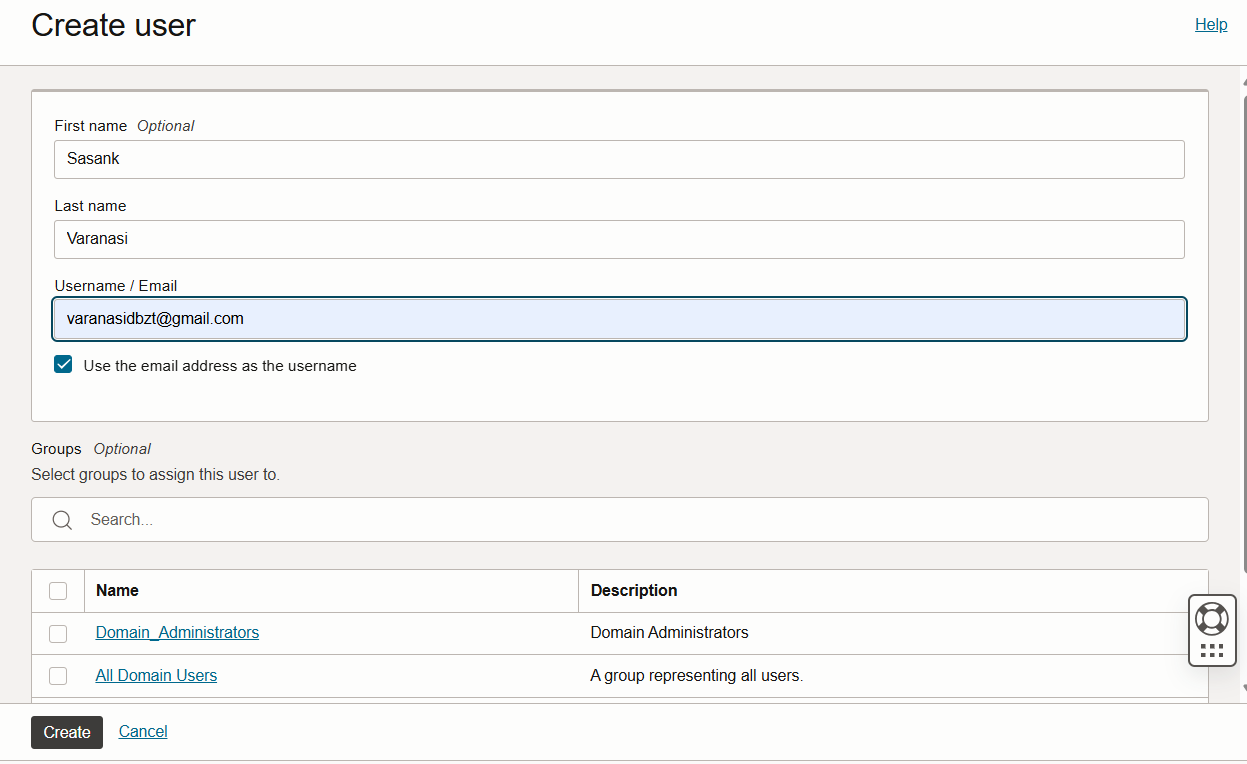 Create user
Help
First name Optional
Sasank
Last name
Varanasi
Username / Email
varanasidbzt@gmail.com
Use the email address as the username
Groups Optional
Select groups to assign this user to.
Search...
Name Description
Domain_Administrators Domain Administrators
All Domain Users A group representing all users.
Create Cancel